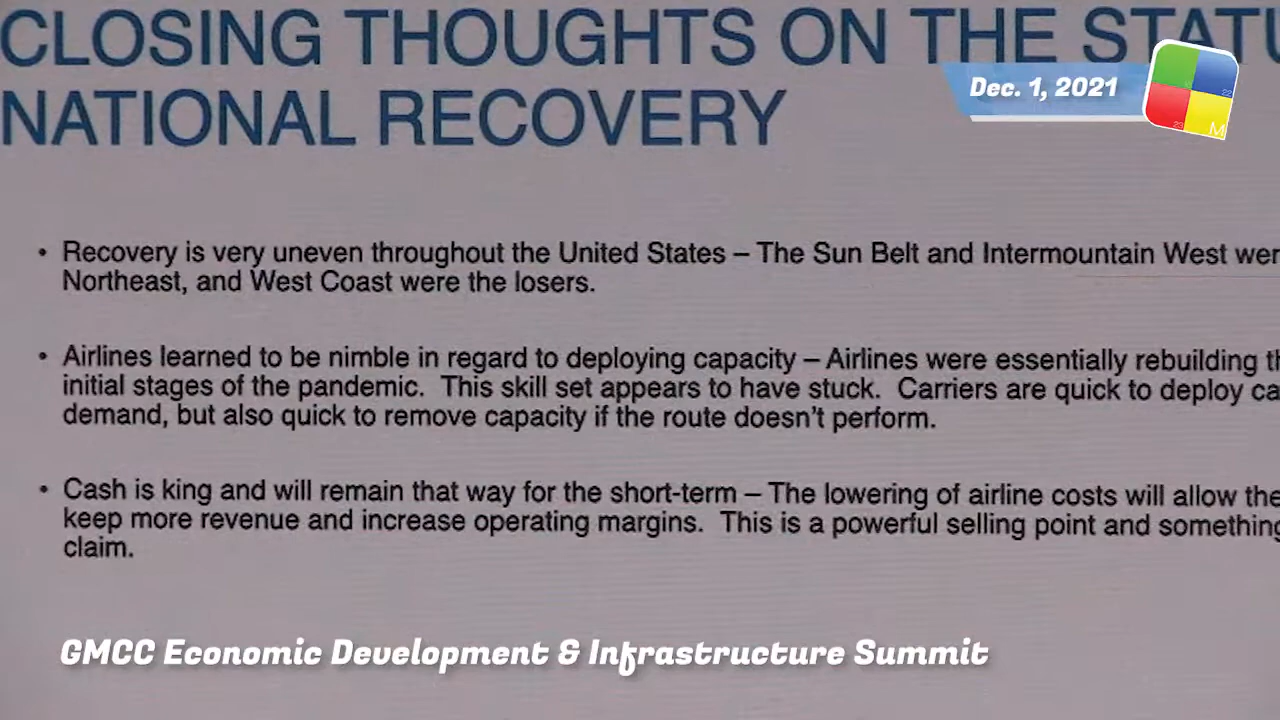 CLOSING THOUGHTS ON THE STATU
NATIONAL RECOVERY
Dec. 1, 2021
22
23
M
• Recovery is very uneven throughout the United States – The Sun Belt and Intermountain West wer
Northeast, and West Coast were the losers.
• Airlines learned to be nimble in regard to deploying capacity – Airlines were essentially rebuilding th
initial stages of the pandemic. This skill set appears to have stuck. Carriers are quick to deploy ca
demand, but also quick to remove capacity if the route doesn't perform.
• Cash is king and will remain that way for the short-term – The lowering of airline costs will allow the
keep more revenue and increase operating margins. This is a powerful selling point and something
claim.
GMCC Economic Development & Infrastructure Summit